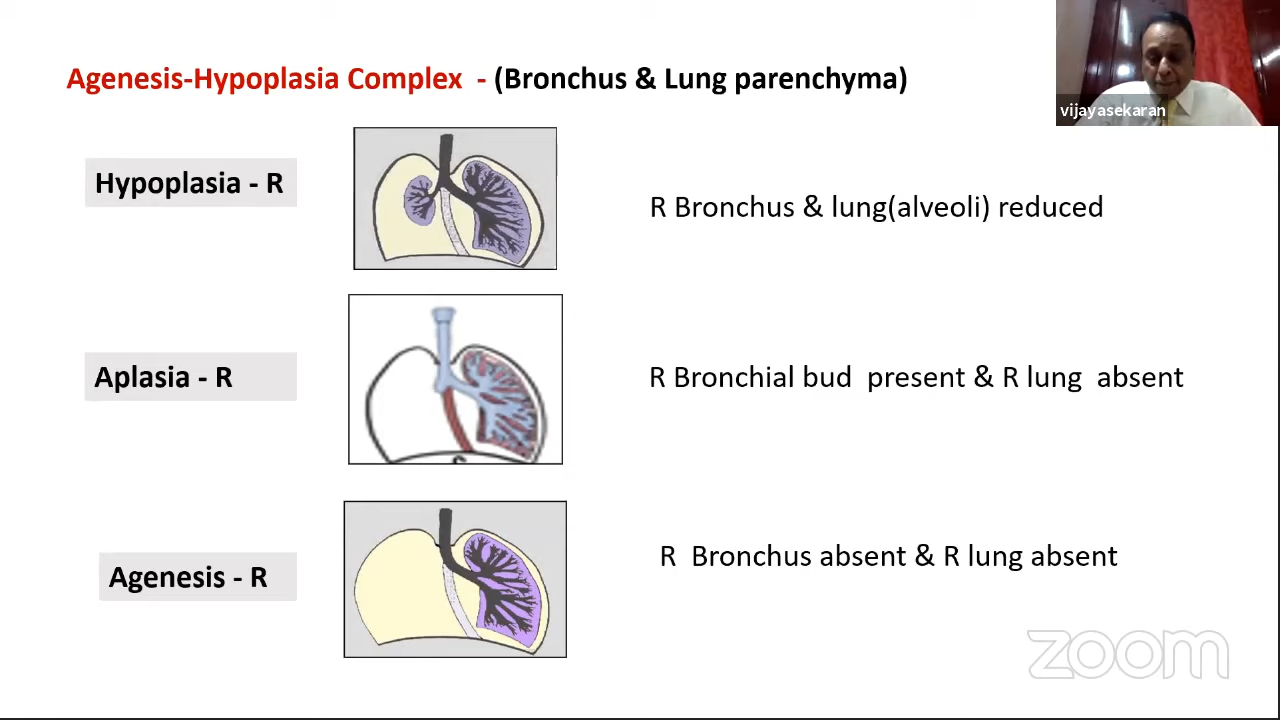 Agenesis-Hypoplasia Complex - (Bronchus & Lung parenchyma)
vijayasekaran
Hypoplasia - R
R Bronchus & lung(alveoli) reduced
Aplasia - R
R Bronchial bud present & R lung absent
Agenesis - R
R Bronchus absent & R lung absent
zoom